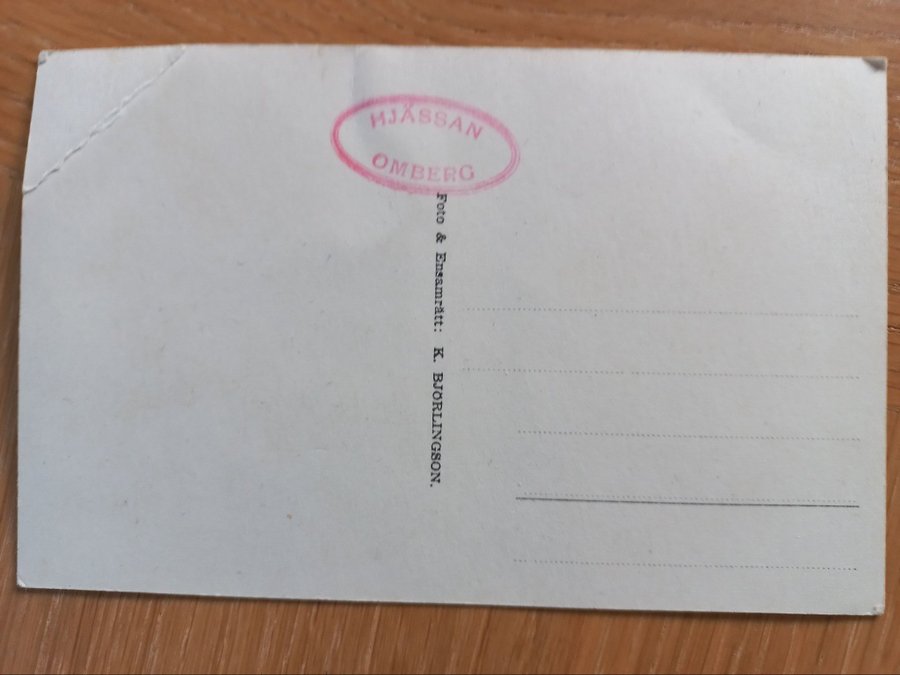 HJÄSSAN
OMBERG
Foto & Ensamrätt: K. BJÖRLINGSON.